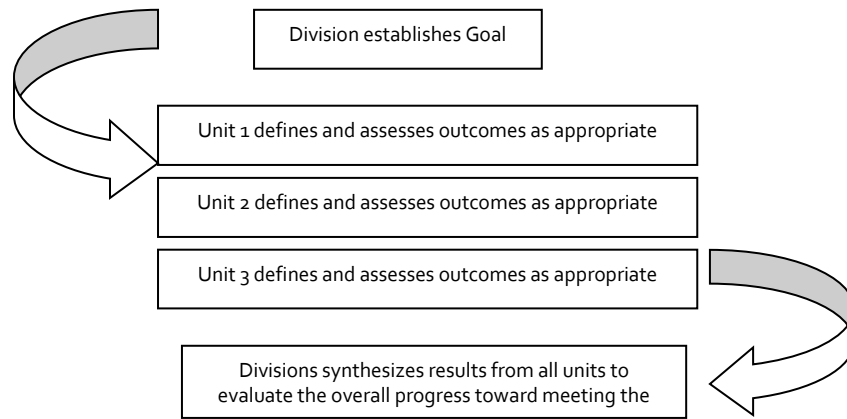 Division establishes Goal
Unit 1 defines and assesses outcomes as appropriate
Unit 2 defines and assesses outcomes as appropriate
Unit 3 defines and assesses outcomes as appropriate
Divisions synthesizes results from all units to
evaluate the overall progress toward meeting the